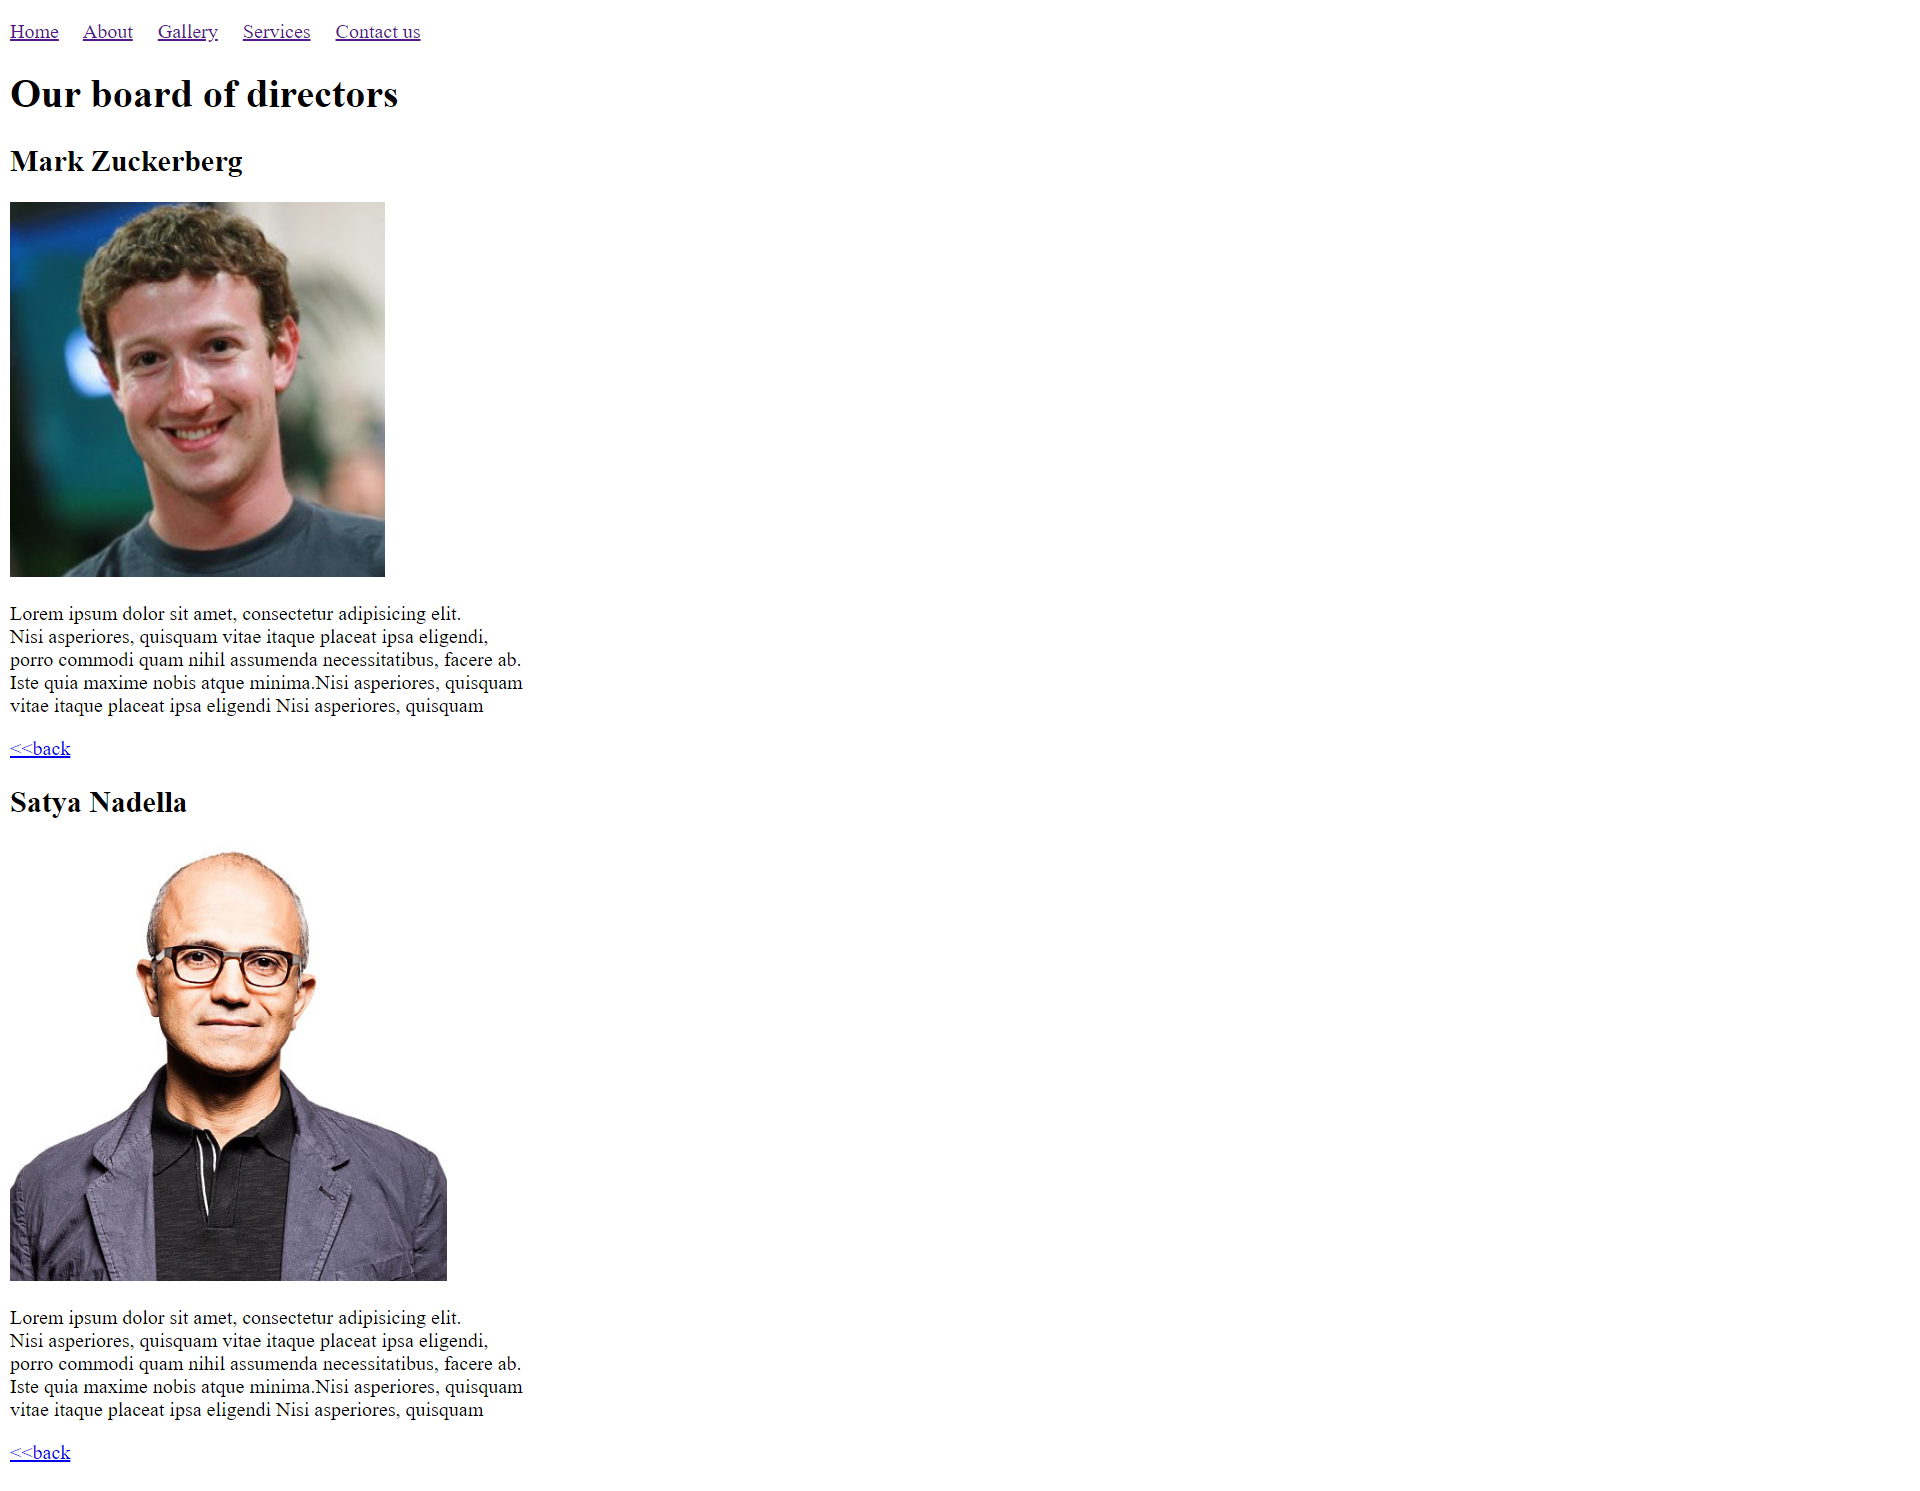 Home About Gallery Services Contact us
Our board of directors
Mark Zuckerberg
Lorem ipsum dolor sit amet, consectetur adipisicing elit.
Nisi asperiores, quisquam vitae itaque placeat ipsa eligendi,
porro commodi quam nihil assumenda necessitatibus, facere ab.
Iste quia maxime nobis atque minima.Nisi asperiores, quisquam
vitae itaque placeat ipsa eligendi Nisi asperiores, quisquam
<<back
Satya Nadella
Lorem ipsum dolor sit amet, consectetur adipisicing elit.
Nisi asperiores, quisquam vitae itaque placeat ipsa eligendi,
porro commodi quam nihil assumenda necessitatibus, facere ab.
Iste quia maxime nobis atque minima.Nisi asperiores, quisquam
vitae itaque placeat ipsa eligendi Nisi asperiores, quisquam
<<back